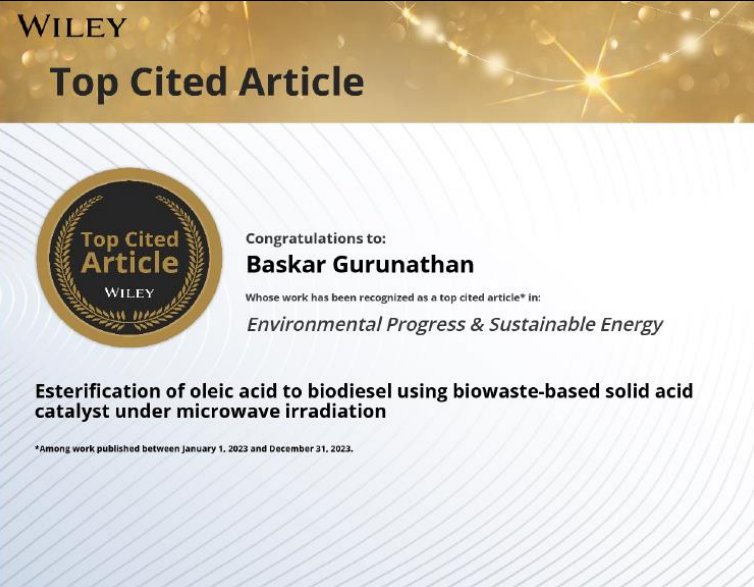 WILEY
Top Cited Article
Top Cited
Article
WILEY
Congratulations to:
Baskar Gurunathan
Whose work has been recognized as a top cited article* in:
Environmental Progress & Sustainable Energy
Esterification of oleic acid to biodiesel using biowaste-based solid acid
catalyst under microwave irradiation
*Among work published between January 1, 2023 and December 31, 2023.